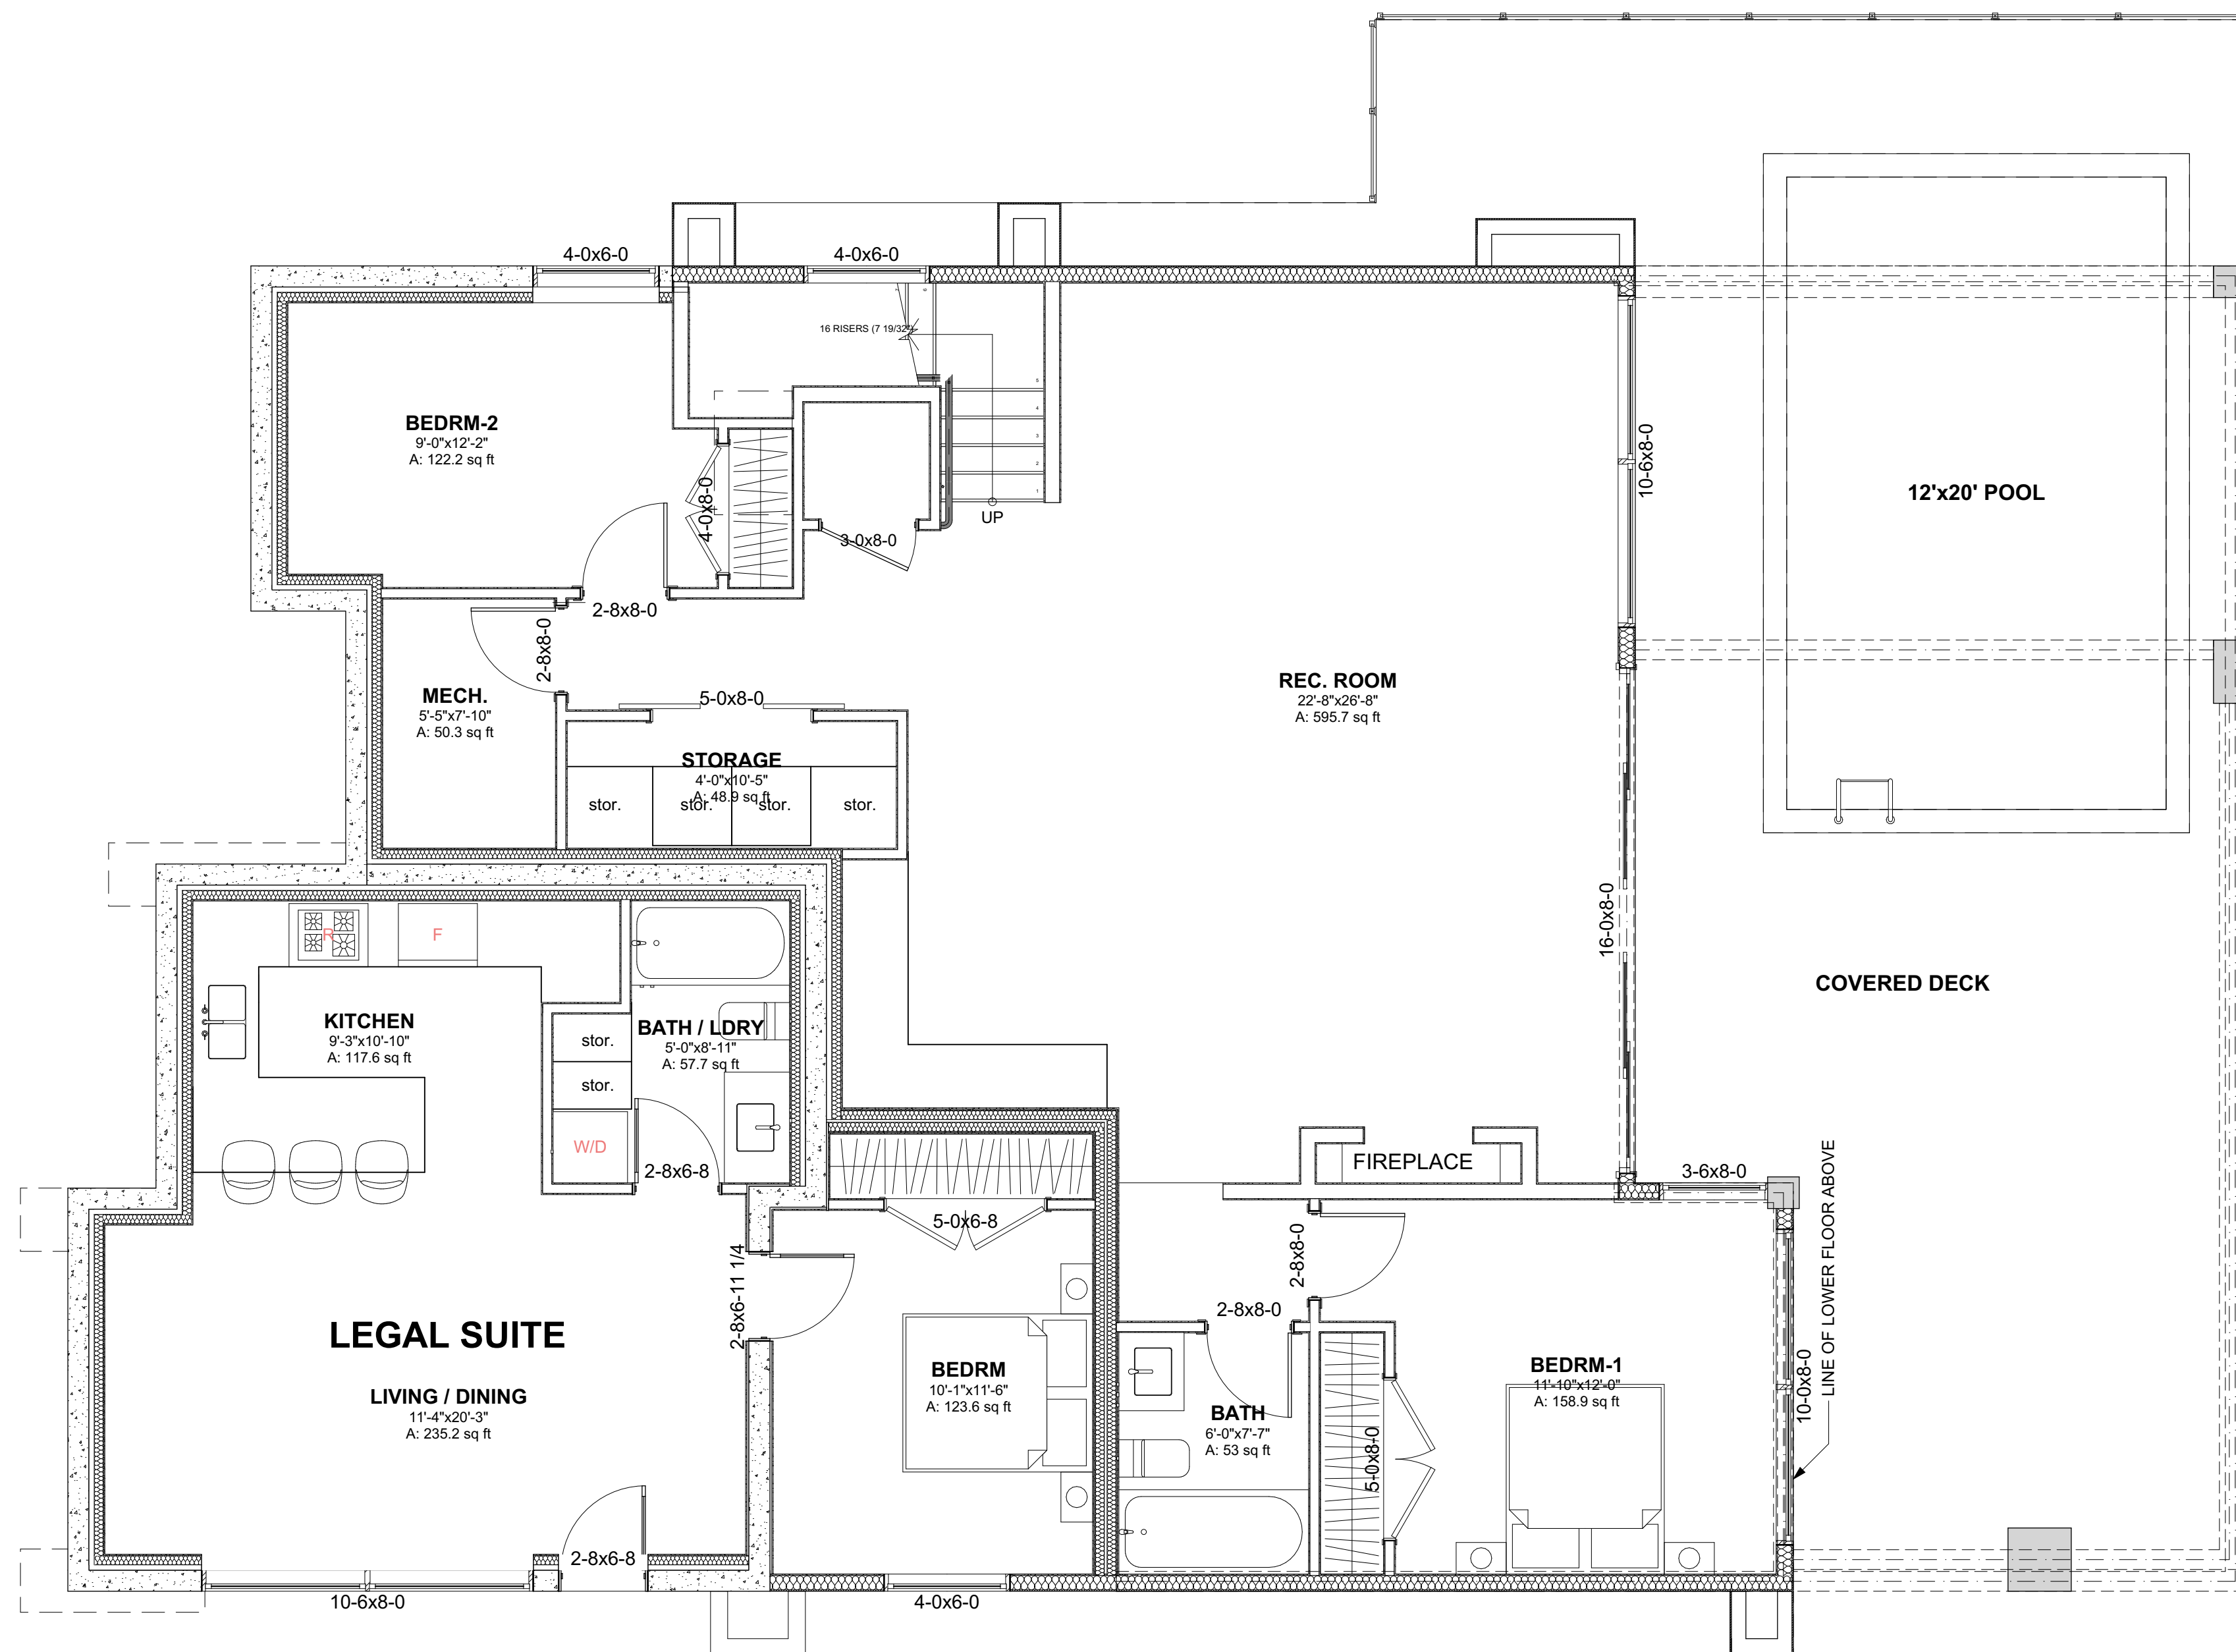 4-0x6-0
4-0x6-0
16 RISERS (7 19/32")
5
4
3
2
1
UP
BEDRM-2
9'-0"x12'-2"
A: 122.2 sq ft
4-0x8-0
3-0x8-0
2-8x8-0
2-8x8-0
10-6x8-0
12'x20' POOL
MECH.
5'-5"x7'-10"
A: 50.3 sq ft
5-0x8-0
STORAGE
4'-0"x10'-5"
A: 48.9 sq ft
stor.
stor.
stor.
stor.
REC. ROOM
22'-8"x26'-8"
A: 595.7 sq ft
16-0x8-0
COVERED DECK
R
F
KITCHEN
9'-3"x10'-10"
A: 117.6 sq ft
stor.
stor.
W/D
BATH / LDRY
5'-0"x8'-11"
A: 57.7 sq ft
2-8x6-8
FIREPLACE
3-6x8-0
5-0x6-8
2-8x6-11 1/4
2-8x8-0
2-8x8-0
LINE OF LOWER FLOOR ABOVE
LEGAL SUITE
LIVING / DINING
11'-4"x20'-3"
A: 235.2 sq ft
BEDRM
10'-1"x11'-6"
A: 123.6 sq ft
BATH
6'-0"x7'-7"
A: 53 sq ft
5-0x8-0
BEDRM-1
11'-10"x12'-0"
A: 158.9 sq ft
10-0x8-0
2-8x6-8
10-6x8-0
4-0x6-0